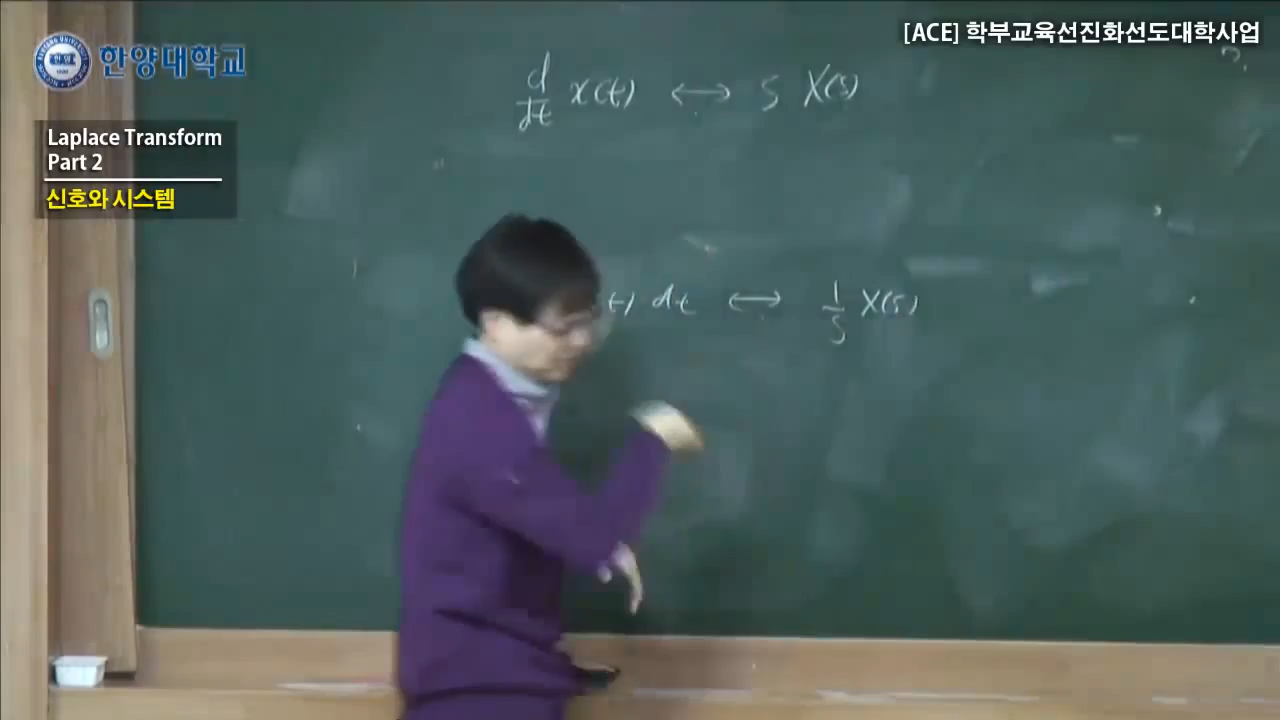 [ACE] 학부교육선진화선도대학사업
한양대학교
Laplace Transform
Part 2
신호와 시스템
d/dt x(t) ↔ s X(s)
t) dt ↔ 1/s X(s)